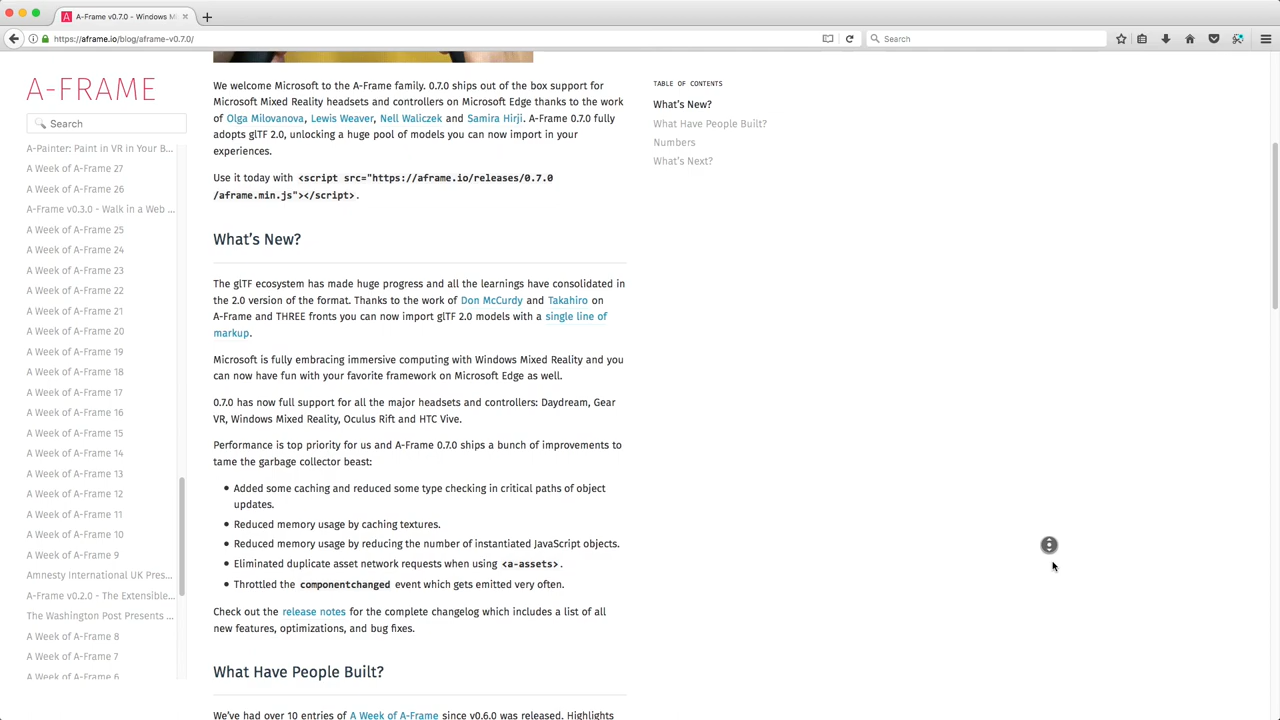 A-Frame v0.7.0 - Windows Mi
https://aframe.io/blog/aframe-v0.7.0/
Search
A-FRAME
Search
A-Painter: Paint in VR in Your B...
A Week of A-Frame 27
A Week of A-Frame 26
A-Frame v0.3.0 - Walk in a Web ...
A Week of A-Frame 25
A Week of A-Frame 24
A Week of A-Frame 23
A Week of A-Frame 22
A Week of A-Frame 21
A Week of A-Frame 20
A Week of A-Frame 19
A Week of A-Frame 18
A Week of A-Frame 17
A Week of A-Frame 16
A Week of A-Frame 15
A Week of A-Frame 14
A Week of A-Frame 13
A Week of A-Frame 12
A Week of A-Frame 11
A Week of A-Frame 10
A Week of A-Frame 9
Amnesty International UK Pres...
A-Frame v0.2.0 - The Extensible...
The Washington Post Presents ...
A Week of A-Frame 8
A Week of A-Frame 7
A Week of A-Frame 6
We welcome Microsoft to the A-Frame family. 0.7.0 ships out of the box support for
Microsoft Mixed Reality headsets and controllers on Microsoft Edge thanks to the work
of Olga Milovanova, Lewis Weaver, Nell Waliczek and Samira Hirji. A-Frame 0.7.0 fully
adopts glTF 2.0, unlocking a huge pool of models you can now import in your
experiences.
Use it today with <script src="https://aframe.io/releases/0.7.0
/aframe.min.js"></script>.
What's New?
The glTF ecosystem has made huge progress and all the learnings have consolidated in
the 2.0 version of the format. Thanks to the work of Don McCurdy and Takahiro on
A-Frame and THREE fronts you can now import glTF 2.0 models with a single line of
markup.
Microsoft is fully embracing immersive computing with Windows Mixed Reality and you
can now have fun with your favorite framework on Microsoft Edge as well.
0.7.0 has now full support for all the major headsets and controllers: Daydream, Gear
VR, Windows Mixed Reality, Oculus Rift and HTC Vive.
Performance is top priority for us and A-Frame 0.7.0 ships a bunch of improvements to
tame the garbage collector beast:
• Added some caching and reduced some type checking in critical paths of object
updates.
• Reduced memory usage by caching textures.
• Reduced memory usage by reducing the number of instantiated JavaScript objects.
• Eliminated duplicate asset network requests when using <a-assets>.
• Throttled the componentchanged event which gets emitted very often.
Check out the release notes for the complete changelog which includes a list of all
new features, optimizations, and bug fixes.
What Have People Built?
We've had over 10 entries of A Week of A-Frame since v0.6.0 was released. Highlights
TABLE OF CONTENTS
What's New?
What Have People Built?
Numbers
What's Next?